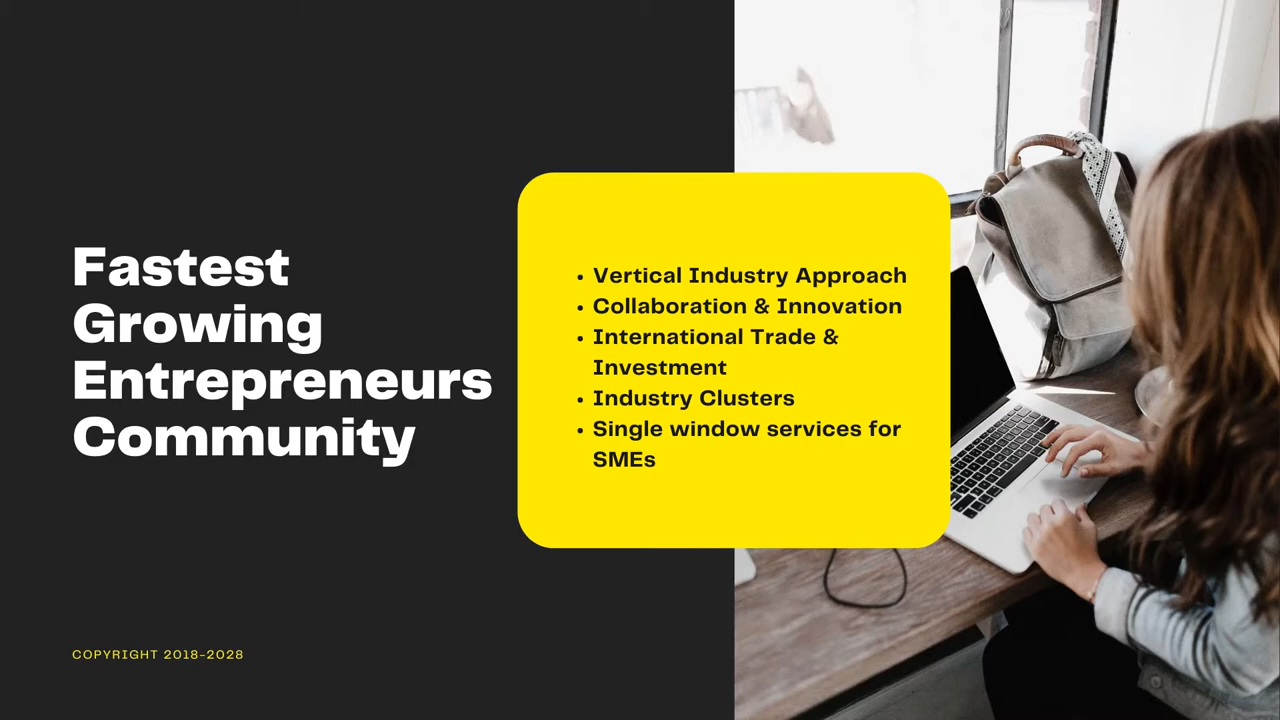 Fastest
Growing
Entrepreneurs
Community
• Vertical Industry Approach
• Collaboration & Innovation
• International Trade &
Investment
• Industry Clusters
• Single window services for
SMEs
COPYRIGHT 2018-2028